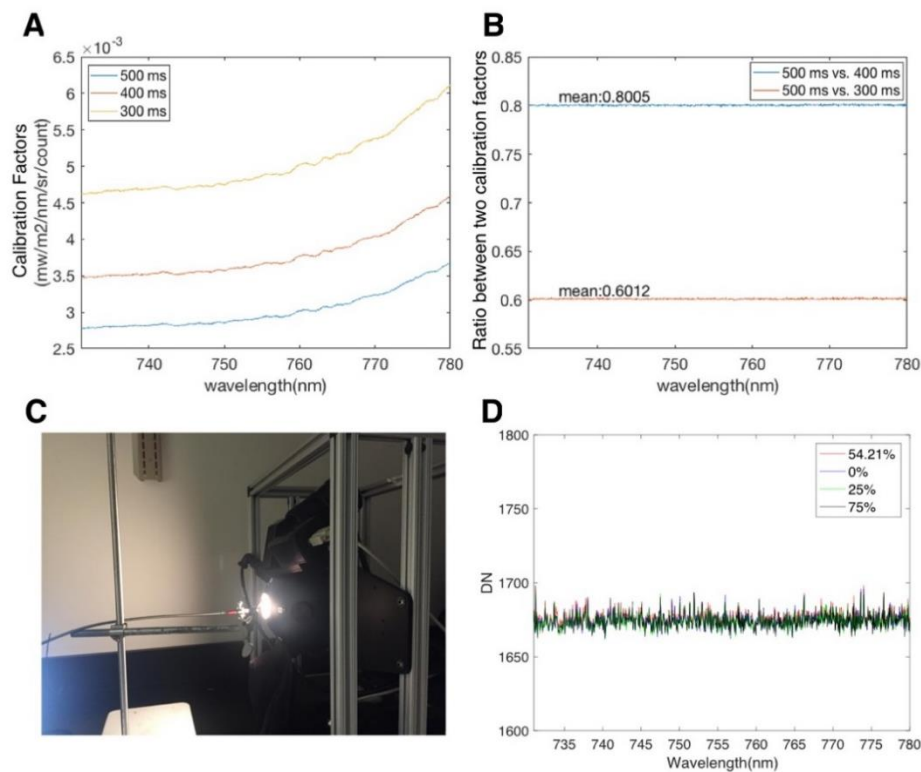 A
×10⁻³
6.5
6
5.5
5
4.5
4
3.5
3
2.5
500 ms
400 ms
300 ms
Calibration Factors
(mw/m2/nm/sr/count)
740 750 760 770 780
wavelength(nm)
B
0.85
0.8
0.75
0.7
0.65
0.6
0.55
500 ms vs. 400 ms
500 ms vs. 300 ms
mean:0.8005
mean:0.6012
Ratio between two calibration factors
740 750 760 770 780
wavelength(nm)
C
D
1800
1750
1700
1650
1600
54.21%
0%
25%
75%
DN
735 740 745 750 755 760 765 770 775 780
Wavelength(nm)